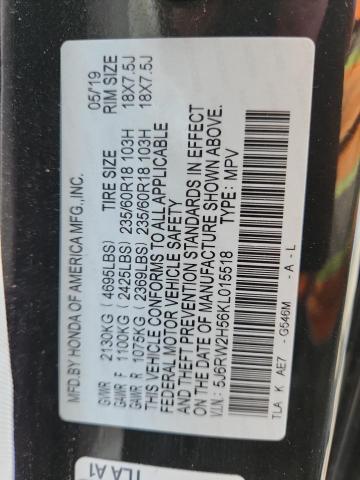 MFD.BY HONDA OF AMERICA MFG.,INC. 05/'19
TIRE SIZE RIM SIZE
GVWR 2130KG (4695LBS)
GAWR F 1100KG (2425LBS) 235/60R18 103H 18X7.5J
GAWR R 1075KG (2369LBS) 235/60R18 103H 18X7.5J
THIS VEHICLE CONFORMS TO ALL APPLICABLE
FEDERAL MOTOR VEHICLE SAFETY
AND THEFT PREVENTION STANDARDS IN EFFECT
ON THE DATE OF MANUFACTURE SHOWN ABOVE.
V.I.N.: 5J6RW2H56KL015518 TYPE: MPV
TLA K AE7 - G546M - A - L
TLA A1